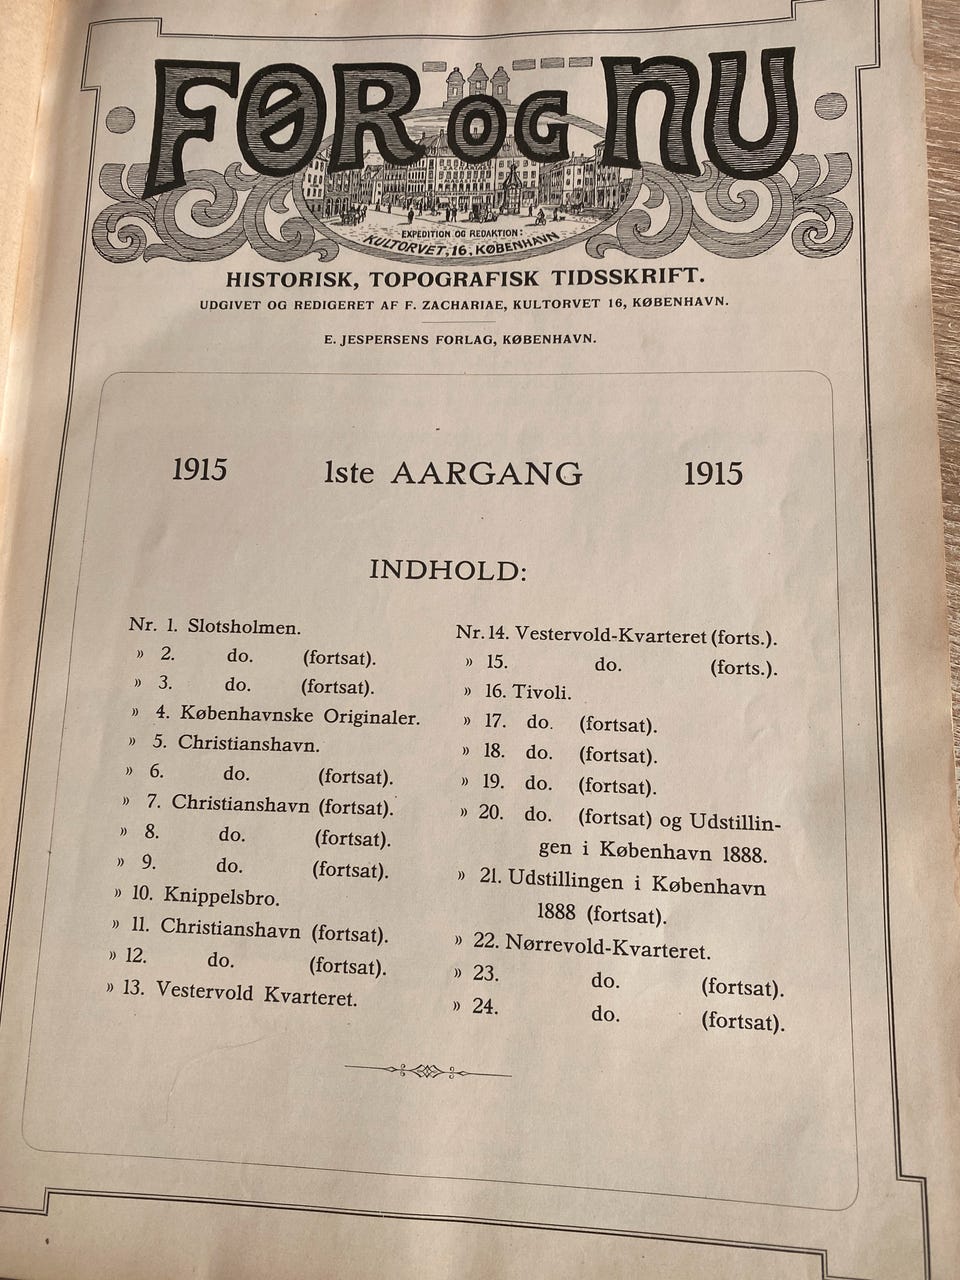 FØR OG NU
EXPEDITION OG REDAKTION:
KULTORVET, 16, KØBENHAVN
HISTORISK, TOPOGRAFISK TIDSSKRIFT.
UDGIVET OG REDIGERET AF F. ZACHARIAE, KULTORVET 16, KØBENHAVN.
E. JESPERSENS FORLAG, KØBENHAVN.
1915 1ste AARGANG 1915
INDHOLD:
Nr. 1. Slotsholmen.
» 2. do. (fortsat).
» 3. do. (fortsat).
» 4. Københavnske Originaler.
» 5. Christianshavn.
» 6. do. (fortsat).
» 7. Christianshavn (fortsat).
» 8. do. (fortsat).
» 9. do. (fortsat).
» 10. Knippelsbro.
» 11. Christianshavn (fortsat).
» 12. do. (fortsat).
» 13. Vestervold Kvarteret.
Nr. 14. Vestervold-Kvarteret (forts.).
» 15. do. (forts.).
» 16. Tivoli.
» 17. do. (fortsat).
» 18. do. (fortsat).
» 19. do. (fortsat).
» 20. do. (fortsat) og Udstillin-
gen i København 1888.
» 21. Udstillingen i København
1888 (fortsat).
» 22. Nørrevold-Kvarteret.
» 23. do. (fortsat).
» 24. do. (fortsat).